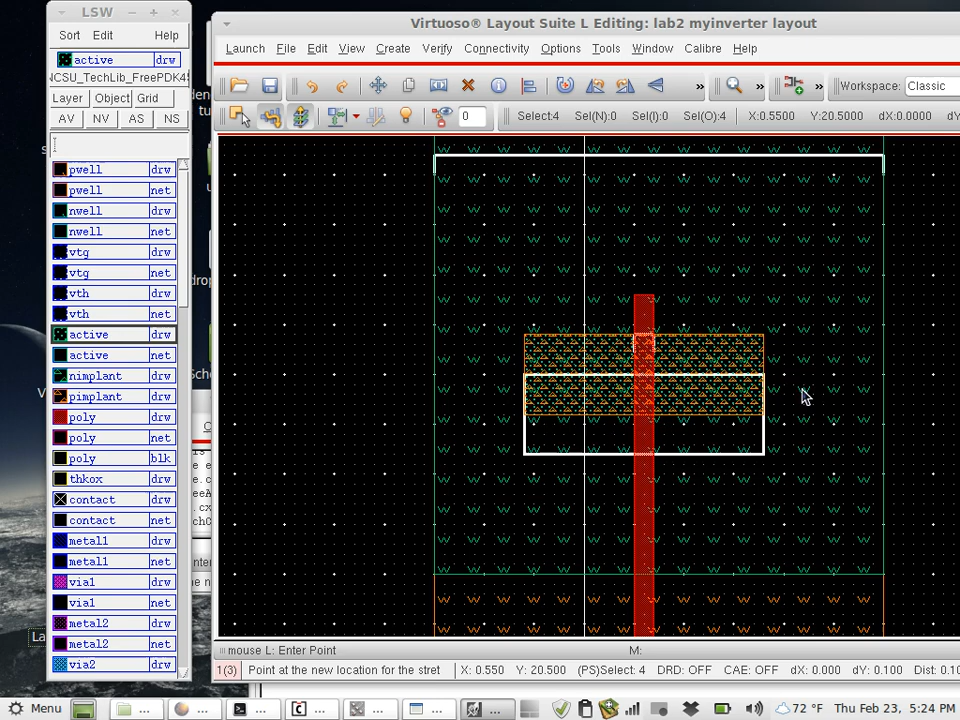 LSW
Sort Edit Help
active drw
NCSU_TechLib_FreePDK45
Layer Object Grid
AV NV AS NS
pwell drw
pwell net
nwell drw
nwell net
vtg drw
vtg net
vth drw
vth net
active drw
active net
nimplant drw
pimplant drw
poly drw
poly net
poly blk
thkox drw
contact drw
contact net
metal1 drw
metal1 net
via1 drw
via1 net
metal2 drw
metal2 net
via2 drw
Virtuoso® Layout Suite L Editing: lab2 myinverter layout
Launch File Edit View Create Verify Connectivity Options Tools Window Calibre Help
» » » Workspace: Classic
0 Select:4 Sel(N):0 Sel(I):0 Sel(O):4 X:0.5500 Y:20.5000 dX:0.0000 dY
mouse L: Enter Point M:
1(3) Point at the new location for the stret X: 0.550 Y: 20.500 (PS)Select: 4 DRD: OFF CAE: OFF dX: 0.000 dY: 0.100 Dist: 0.10
Menu ... ... ... ... ... ... ... 72 °F Thu Feb 23, 5:24 PM